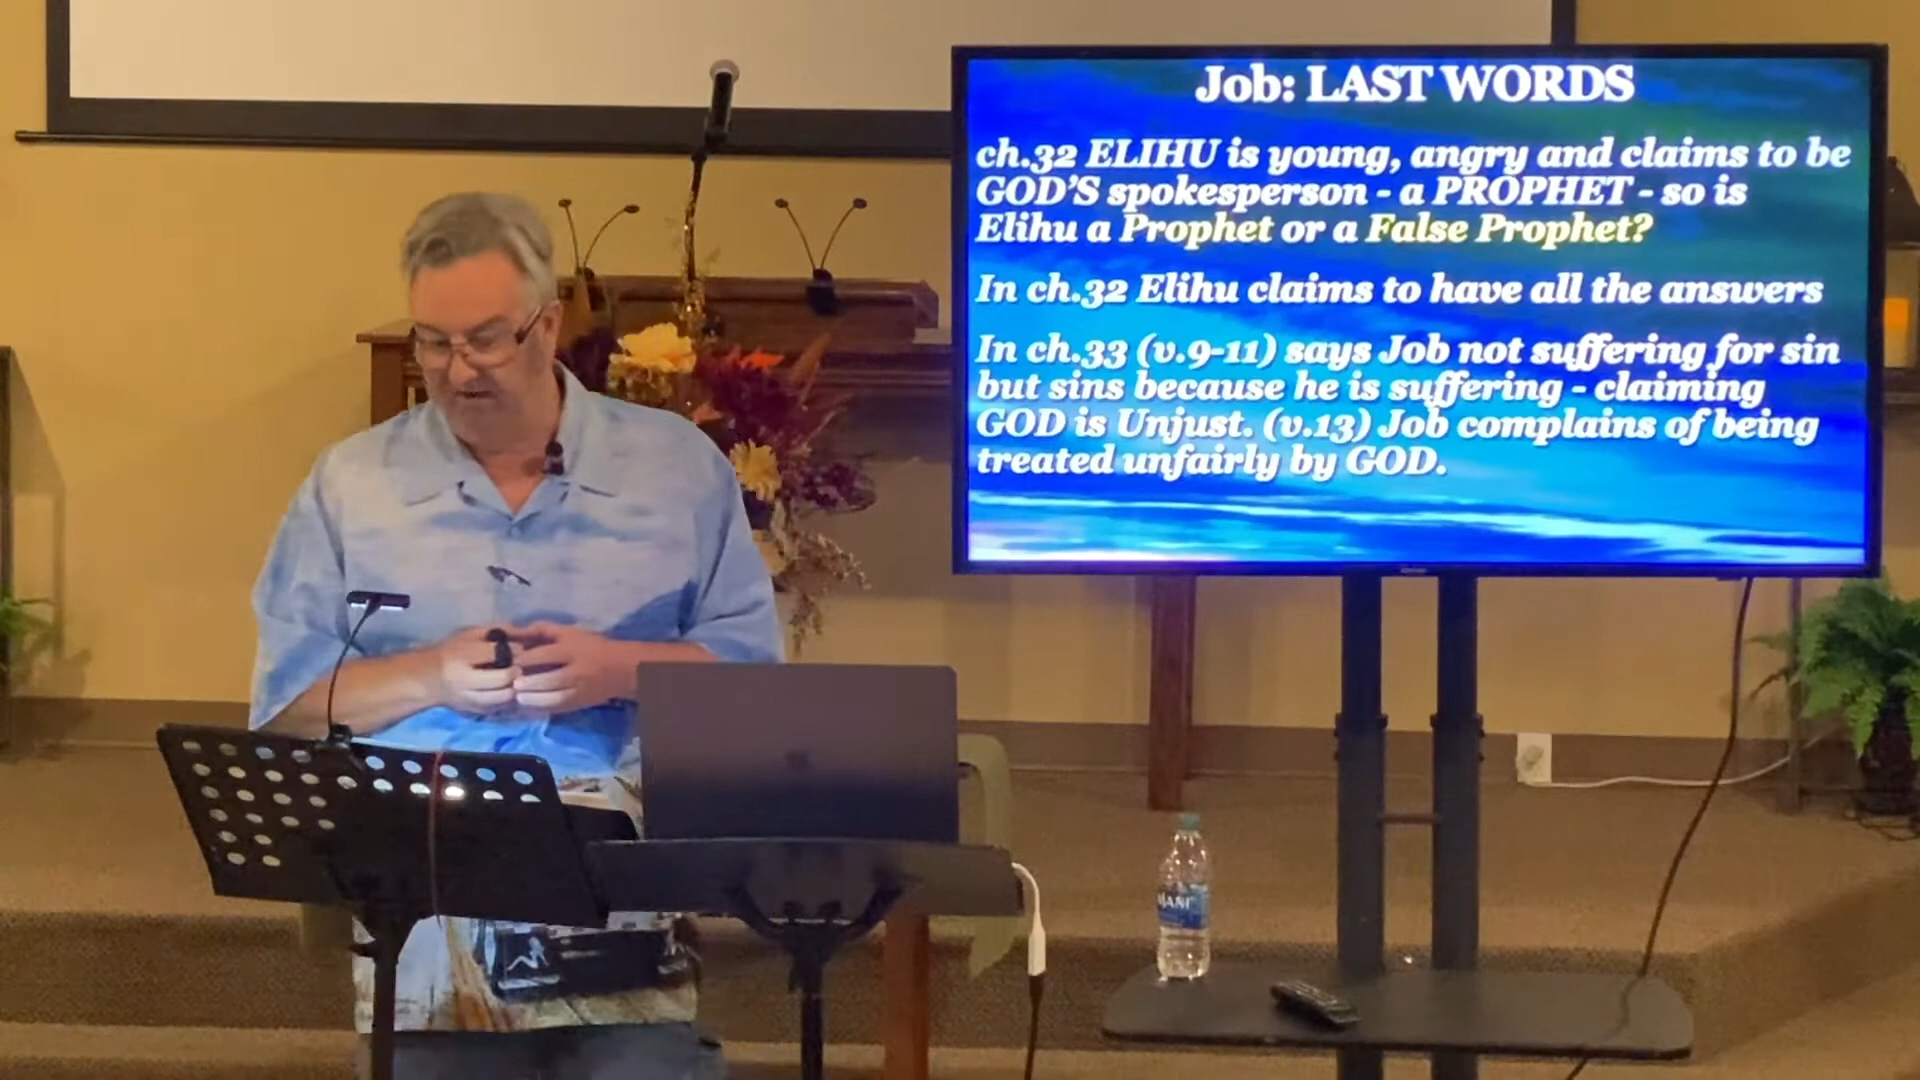 Job: LAST WORDS
ch.32 ELIHU is young, angry and claims to be
GOD'S spokesperson - a PROPHET - so is
Elihu a Prophet or a False Prophet?
In ch.32 Elihu claims to have all the answers
In ch.33 (v.9-11) says Job not suffering for sin
but sins because he is suffering - claiming
GOD is Unjust. (v.13) Job complains of being
treated unfairly by GOD.